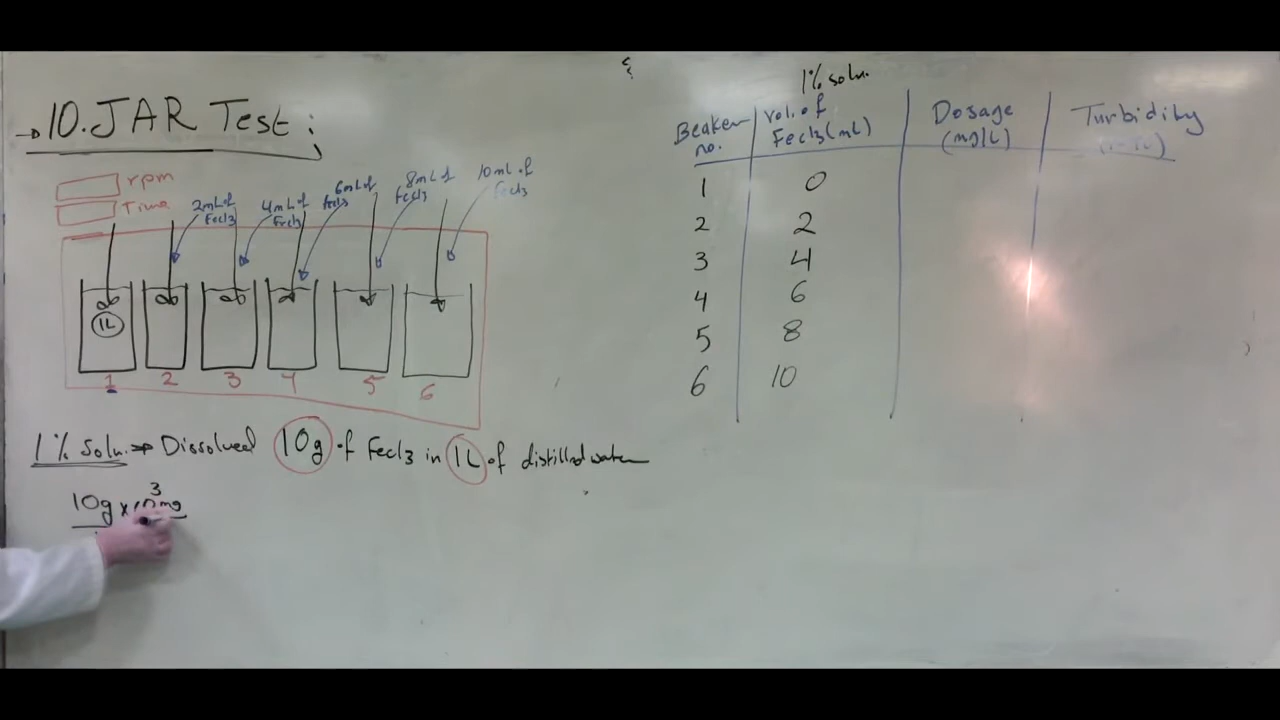 → 10. JAR Test :
rpm
Time
2mL of FeCl3
4mL of FeCl3
6mL of FeCl3
8mL of FeCl3
10mL of FeCl3
1L
1 2 3 4 5 6
1% Soln. ⇒ Dissolved 10g of FeCl3 in 1L of distilled water
10g x 10³ mg
1% soln.
Beaker no. Vol. of FeCl3 (mL) Dosage (mg/L) Turbidity
1 0
2 2
3 4
4 6
5 8
6 10